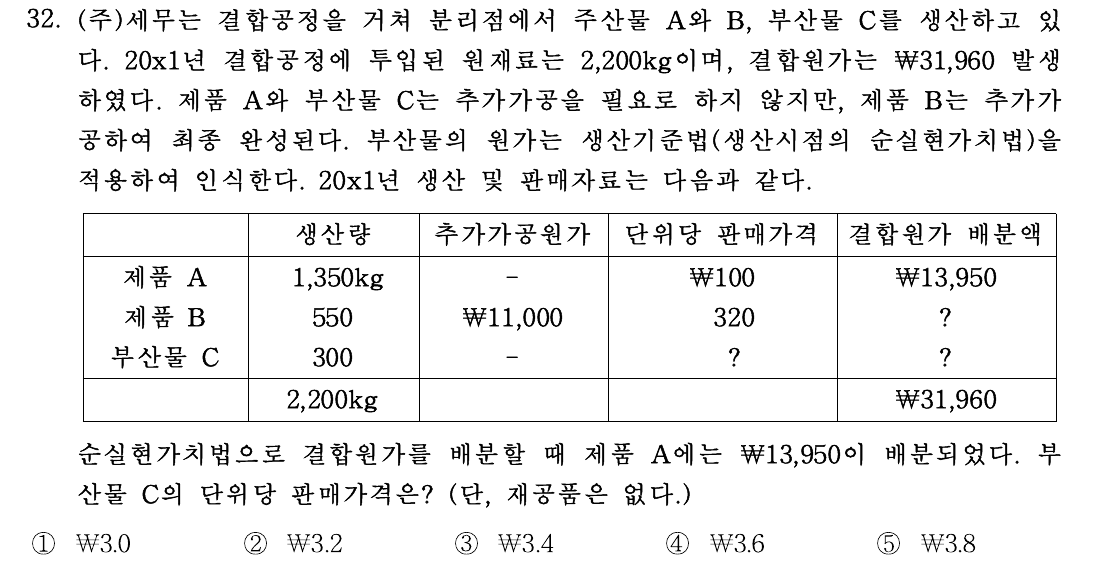 32. (주)세무는 결합공정을 거쳐 분리점에서 주산물 A와 B, 부산물 C를 생산하고 있
다. 20x1년 결합공정에 투입된 원재료는 2,200kg이며, 결합원가는 ₩31,960 발생
하였다. 제품 A와 부산물 C는 추가가공을 필요로 하지 않지만, 제품 B는 추가가
공하여 최종 완성된다. 부산물의 원가는 생산기준법(생산시점의 순실현가치법)을
적용하여 인식한다. 20x1년 생산 및 판매자료는 다음과 같다.
생산량 추가가공원가 단위당 판매가격 결합원가 배분액
제품 A 1,350kg - ₩100 ₩13,950
제품 B 550 ₩11,000 320 ?
부산물 C 300 - ? ?
2,200kg ₩31,960
순실현가치법으로 결합원가를 배분할 때 제품 A에는 ₩13,950이 배분되었다. 부
산물 C의 단위당 판매가격은? (단, 재공품은 없다.)
① ₩3.0 ② ₩3.2 ③ ₩3.4 ④ ₩3.6 ⑤ ₩3.8